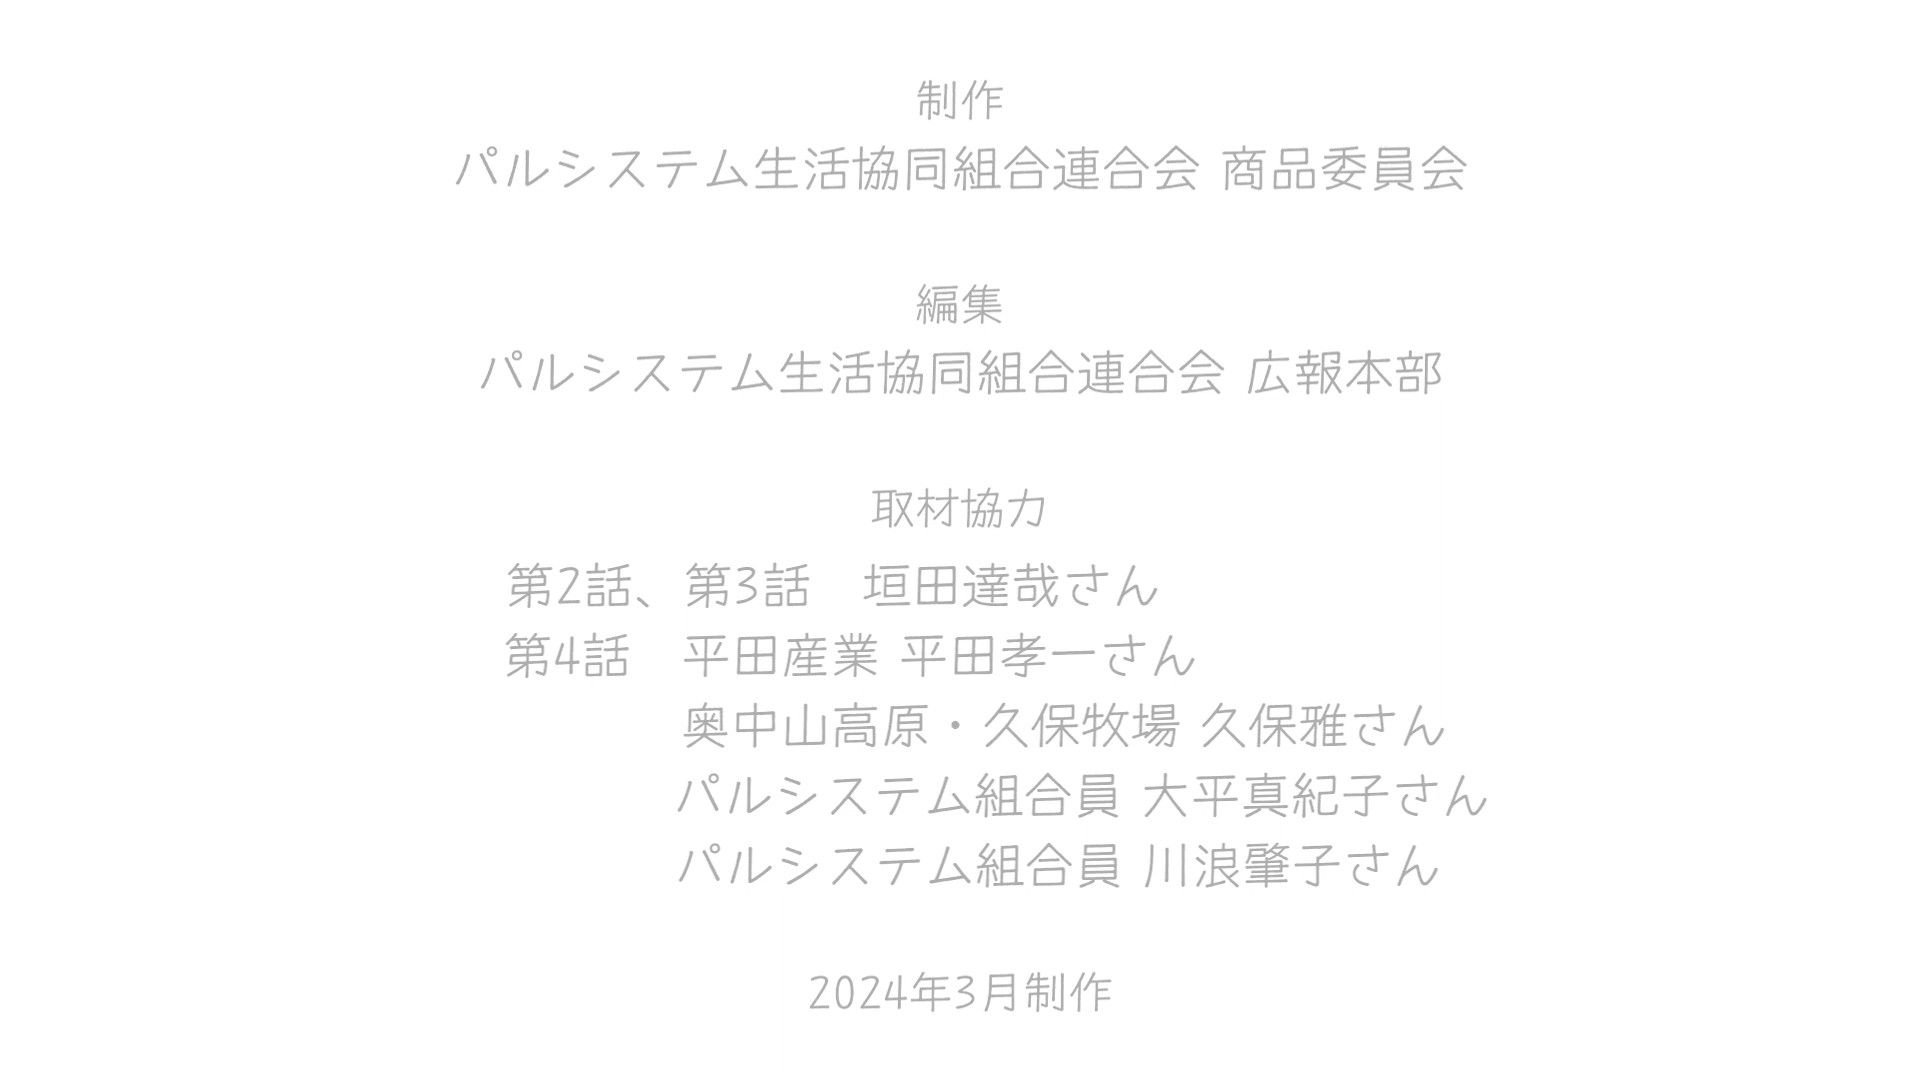 制作
パルシステム生活協同組合連合会 商品委員会
編集
パルシステム生活協同組合連合会 広報本部
取材協力
第2話、第3話　垣田達哉さん
第4話　平田産業 平田孝一さん
奥中山高原・久保牧場 久保雅さん
パルシステム組合員 大平真紀子さん
パルシステム組合員 川浪肇子さん
2024年3月制作